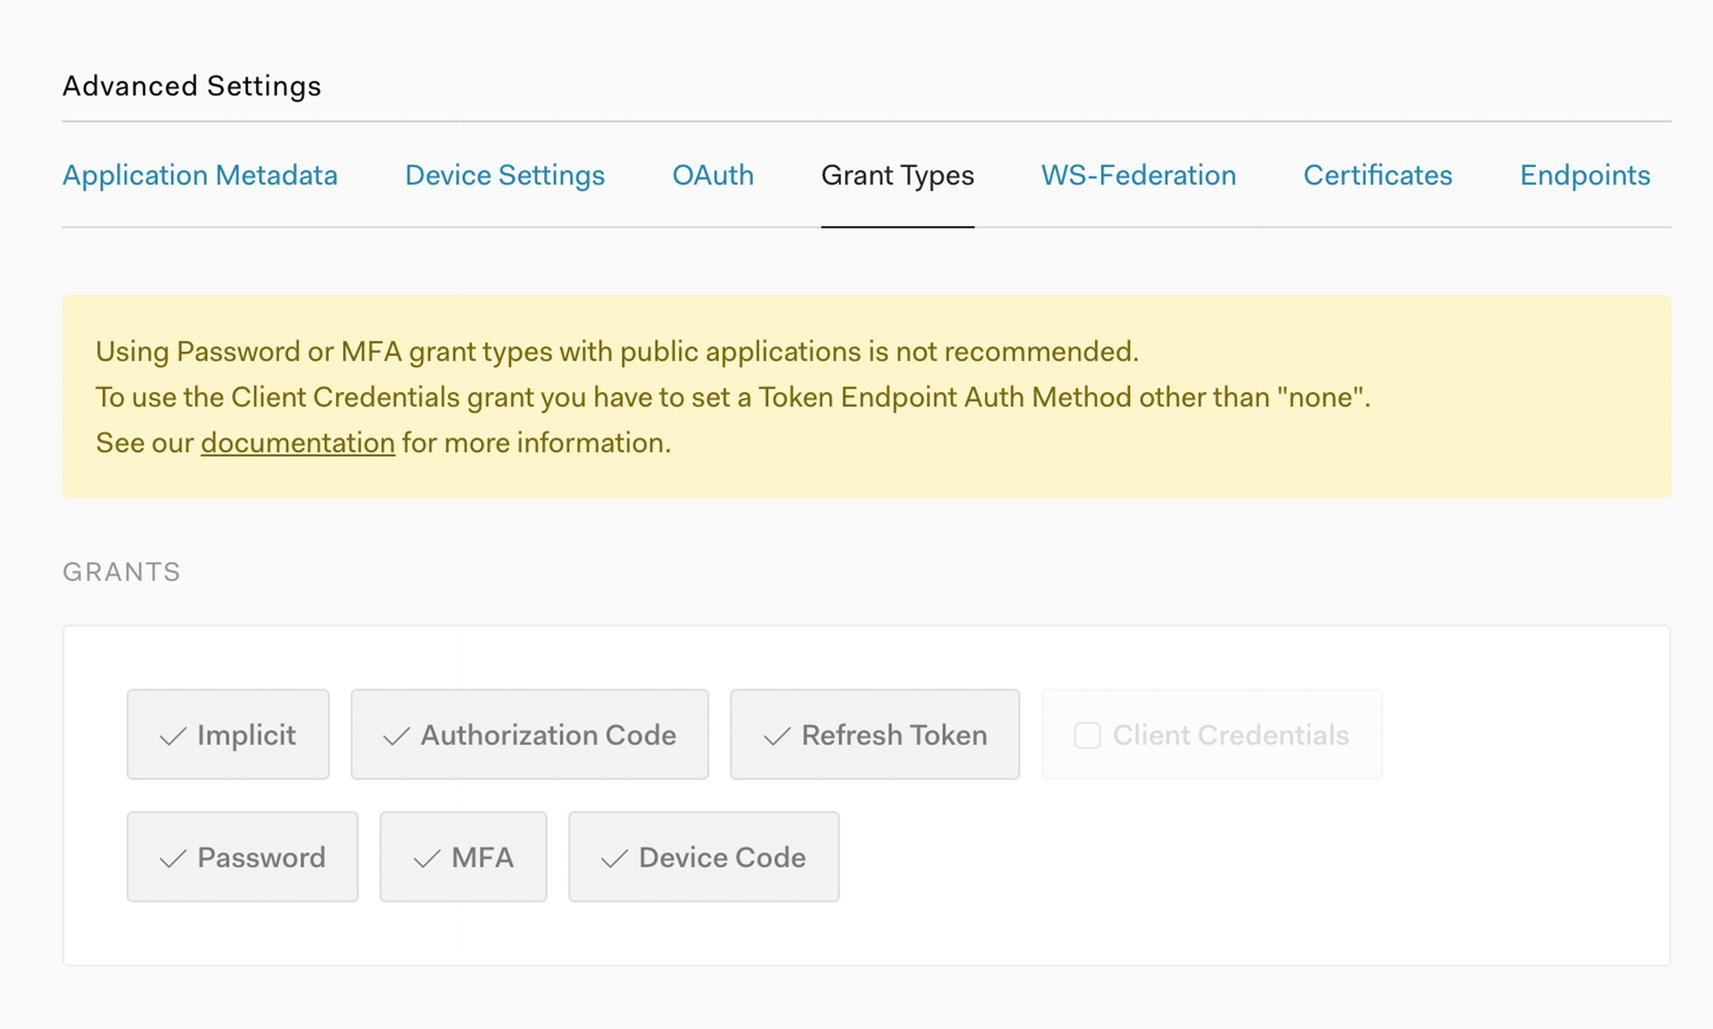 Advanced Settings
Application Metadata Device Settings OAuth Grant Types WS-Federation Certificates Endpoints
Using Password or MFA grant types with public applications is not recommended.
To use the Client Credentials grant you have to set a Token Endpoint Auth Method other than "none".
See our documentation for more information.
GRANTS
Implicit Authorization Code Refresh Token Client Credentials
Password MFA Device Code